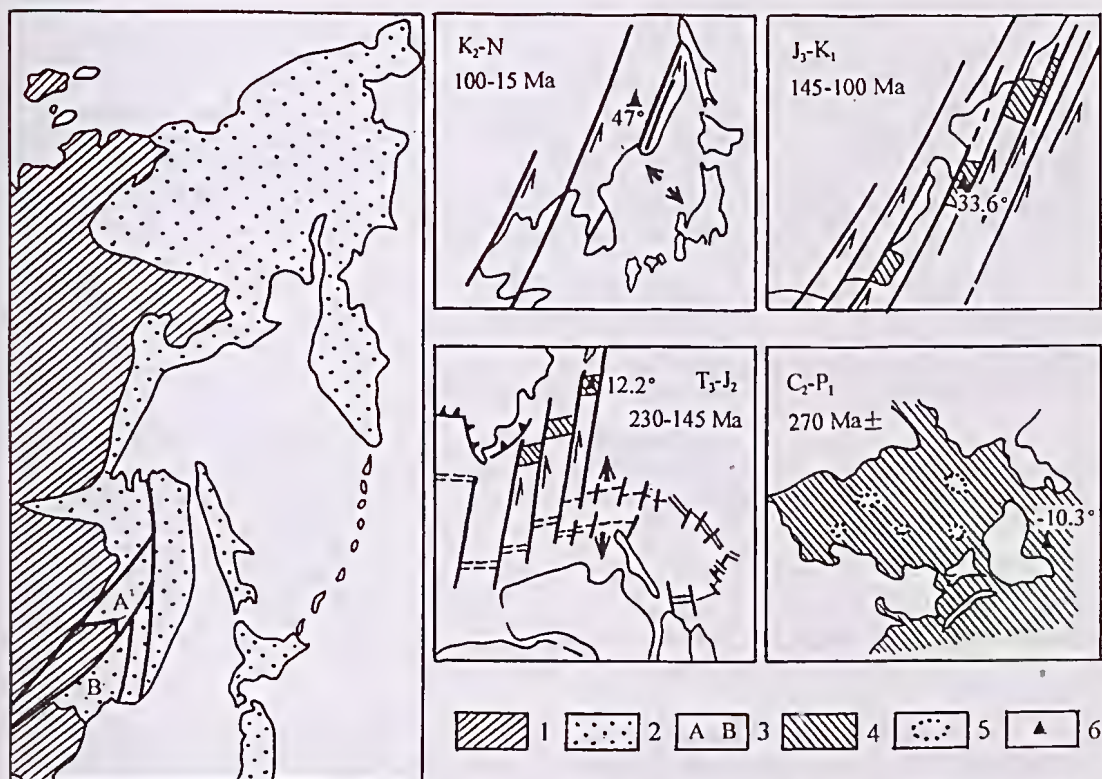 K₂-N
100-15 Ma
47°
J₃-K₁
145-100 Ma
33.6°
A
B
12.2°
T₃-J₂
230-145 Ma
C₂-P₁
270 Ma±
-10.3°
1
2
A B 3
4
5
6